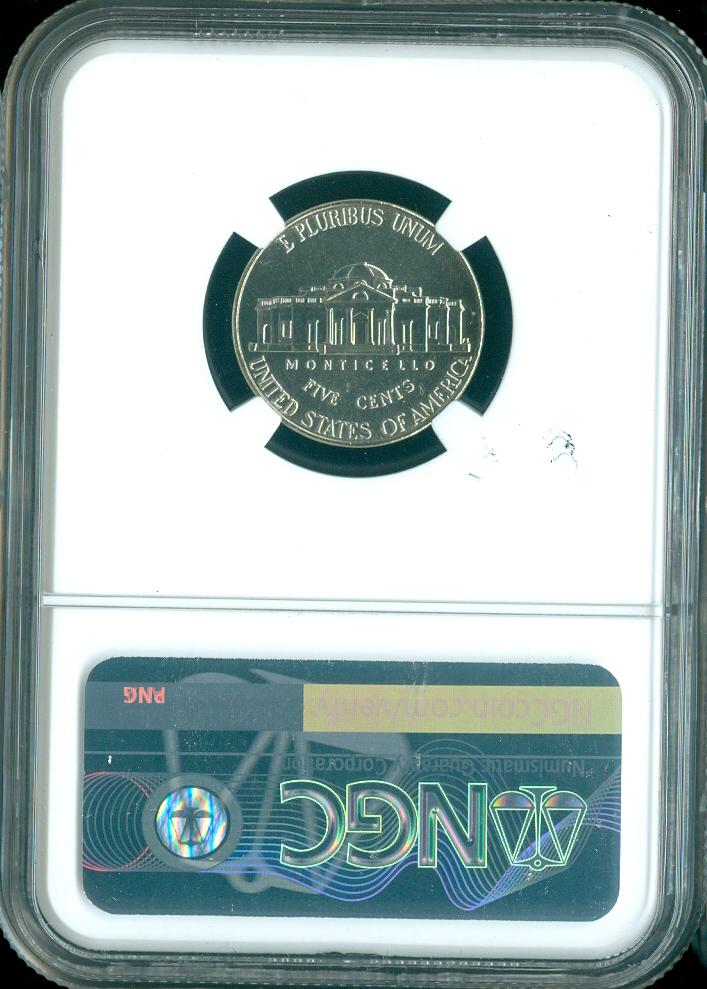 E PLURIBUS UNUM
MONTICELLO
FIVE CENTS
UNITED STATES OF AMERICA
NGC
Numismatic Guaranty Corporation
NGCcoin.com/verify
PNG